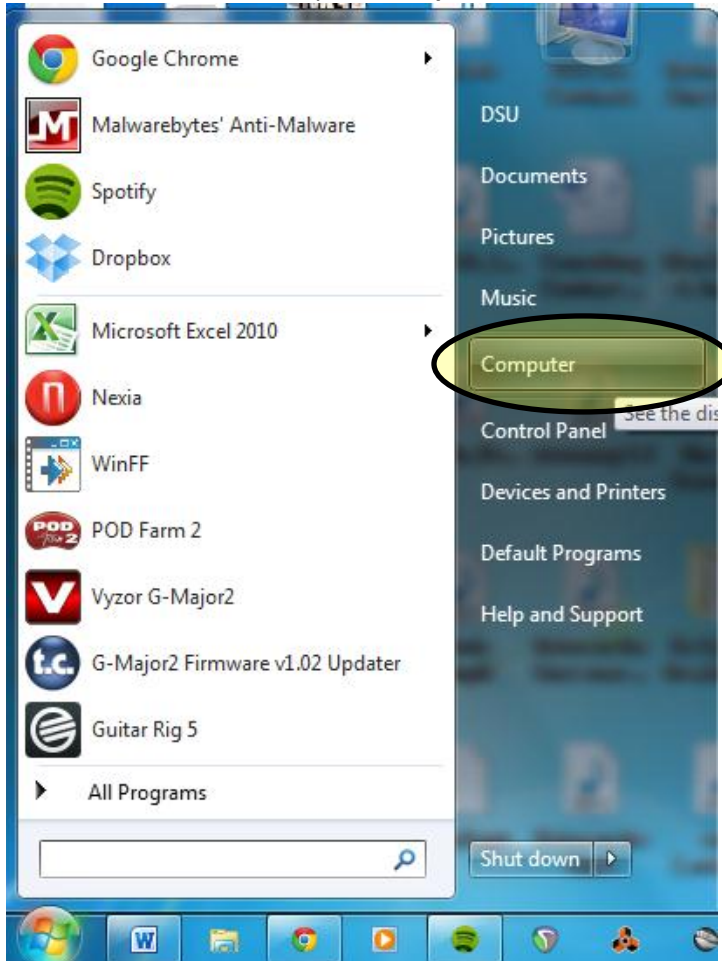 Google Chrome
Malwarebytes' Anti-Malware
Spotify
Dropbox
Microsoft Excel 2010
Nexia
WinFF
POD Farm 2
Vyzor G-Major2
G-Major2 Firmware v1.02 Updater
Guitar Rig 5
All Programs
DSU
Documents
Pictures
Music
Computer
See the dis
Control Panel
Devices and Printers
Default Programs
Help and Support
Shut down